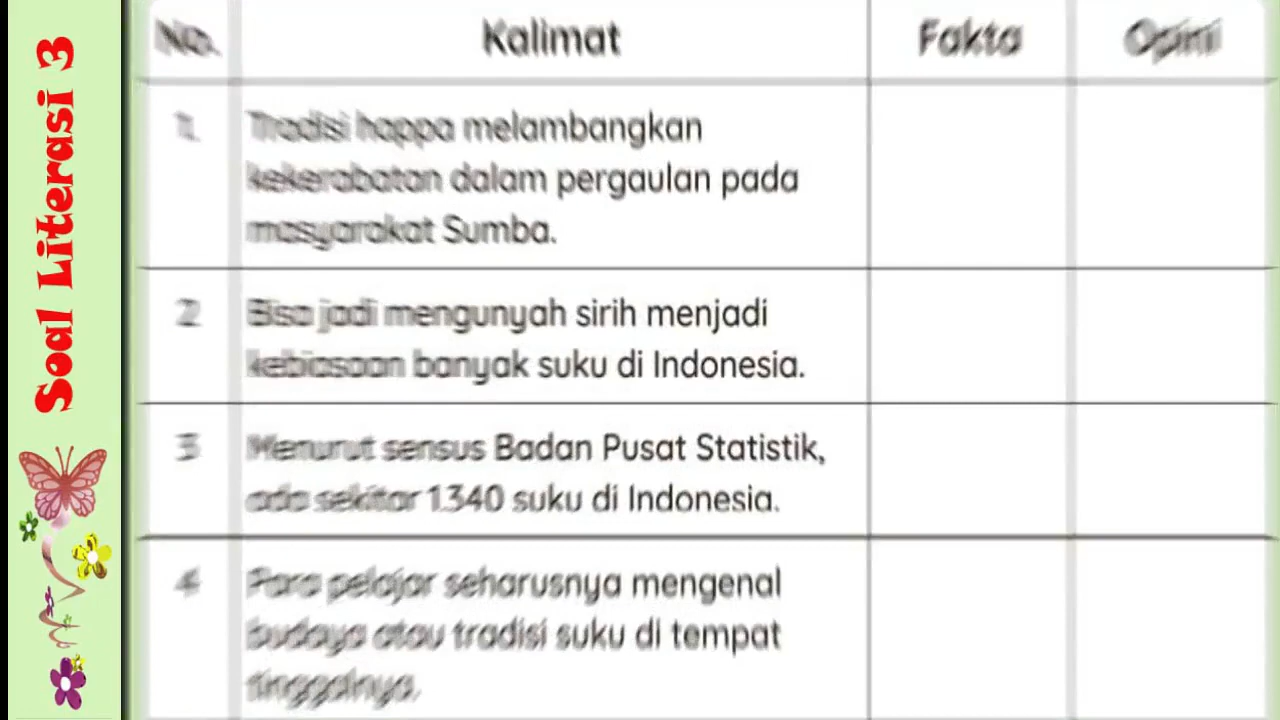 Soal Literasi 3
No. Kalimat Fakta Opini
1. Tradisi happa melambangkan
kekerabatan dalam pergaulan pada
masyarakat Sumba.
2 Bisa jadi mengunyah sirih menjadi
kebiasaan banyak suku di Indonesia.
3 Menurut sensus Badan Pusat Statistik,
ada sekitar 1.340 suku di Indonesia.
4 Para pelajar seharusnya mengenal
budaya atau tradisi suku di tempat
tinggalnya.